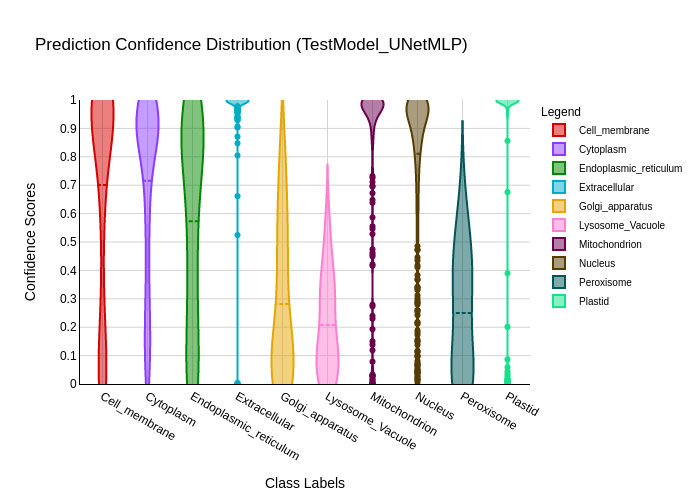 Prediction Confidence Distribution (TestModel_UNetMLP)
Legend
Cell_membrane
Cytoplasm
Endoplasmic_reticulum
Extracellular
Golgi_apparatus
Lysosome_Vacuole
Mitochondrion
Nucleus
Peroxisome
Plastid
Confidence Scores
1
0.9
0.8
0.7
0.6
0.5
0.4
0.3
0.2
0.1
0
Cell_membrane
Cytoplasm
Endoplasmic_reticulum
Extracellular
Golgi_apparatus
Lysosome_Vacuole
Mitochondrion
Nucleus
Peroxisome
Plastid
Class Labels